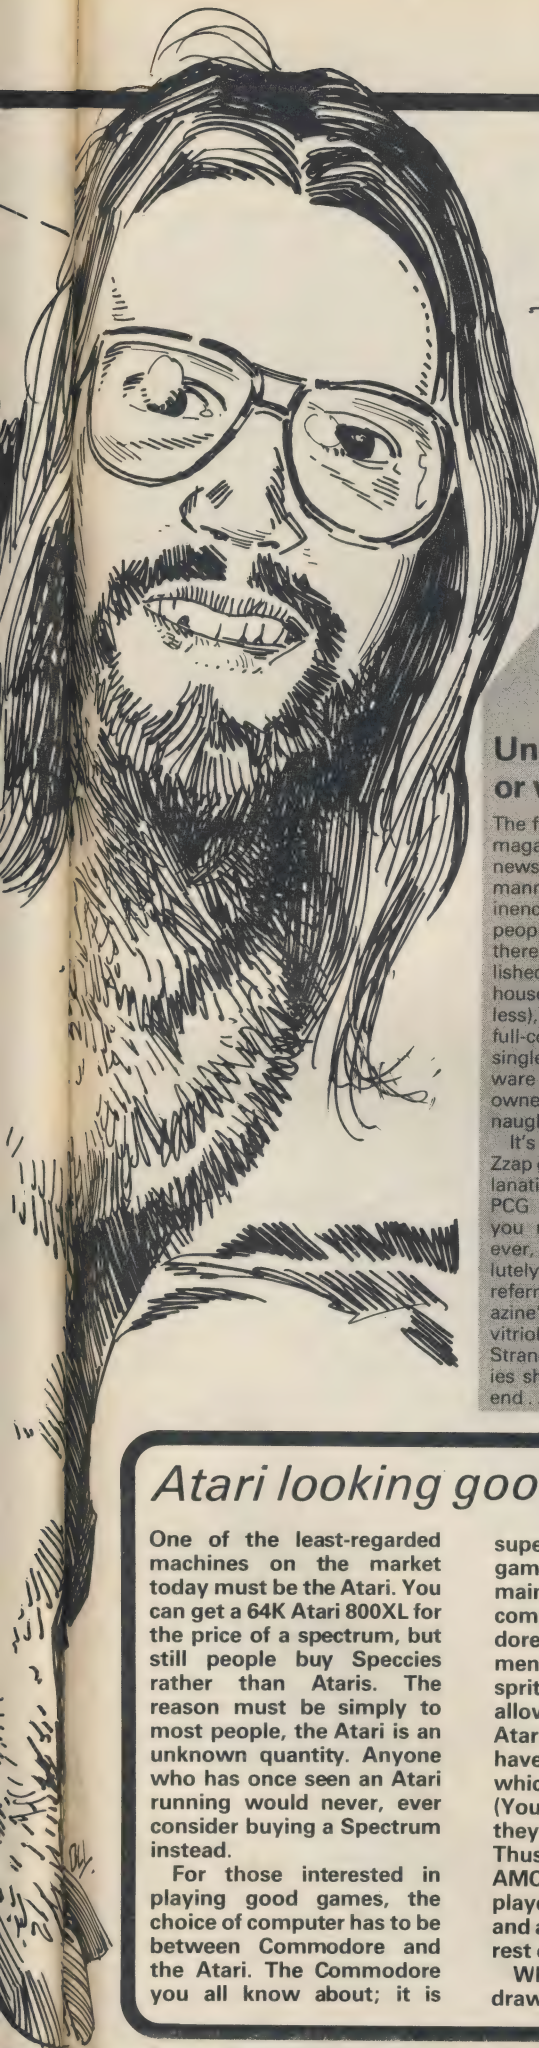 Un
or
The f
maga
news
mann
inenc
peop
there
lished
house
less),
full-co
single
ware
owne
naugh
It's
Zzap
lanati
PCG
you
ever,
lutely
referr
azine'
vitriol
Stran
ies sh
end . .
Atari looking goo
One of the least-regarded
machines on the market
today must be the Atari. You
can get a 64K Atari 800XL for
the price of a spectrum, but
still people buy Speccies
rather than Ataris. The
reason must be simply to
most people, the Atari is an
unknown quantity. Anyone
who has once seen an Atari
running would never, ever
consider buying a Spectrum
instead.
For those interested in
playing good games, the
choice of computer has to be
between Commodore and
the Atari. The Commodore
you all know about; it is
supe
gam
main
com
dore
men
sprit
allow
Atar
have
whic
(You
they
Thus
AMC
playe
and a
rest
Wh
draw